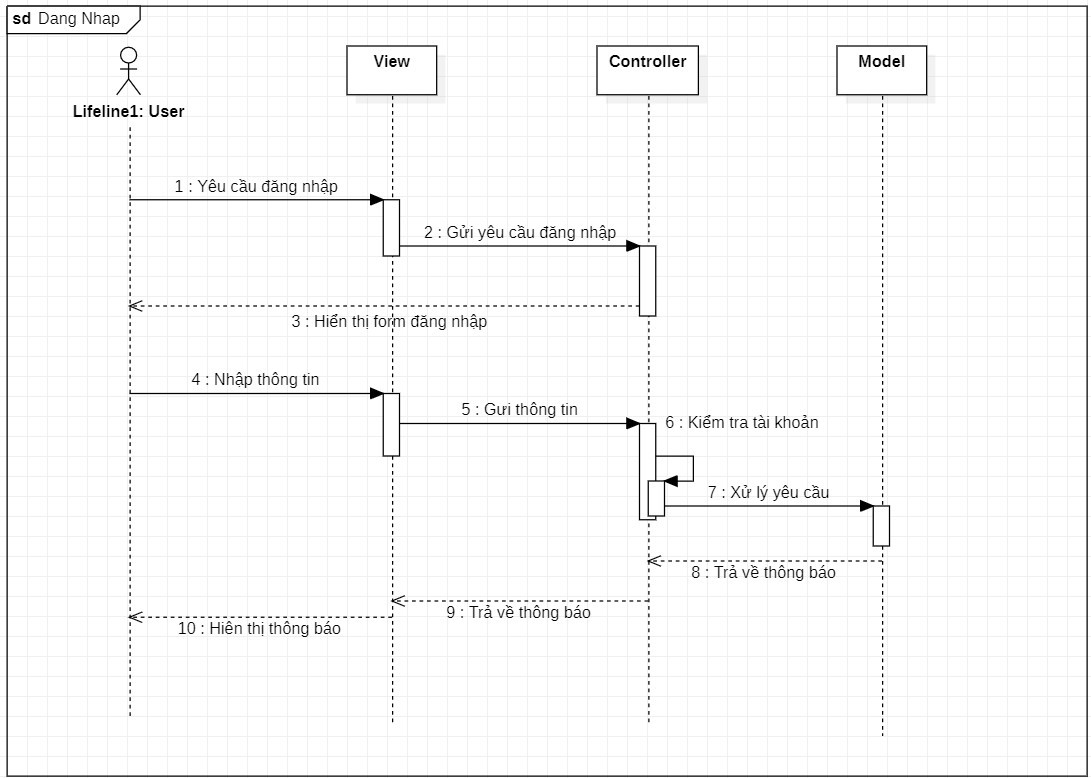 sd Dang Nhap
View
Controller
Model
Lifeline1: User
1 : Yêu cầu đăng nhập
2 : Gửi yêu cầu đăng nhập
3 : Hiển thị form đăng nhập
4 : Nhập thông tin
5 : Gưi thông tin
6 : Kiểm tra tài khoản
7 : Xử lý yêu cầu
8 : Trả về thông báo
9 : Trả về thông báo
10 : Hiên thị thông báo